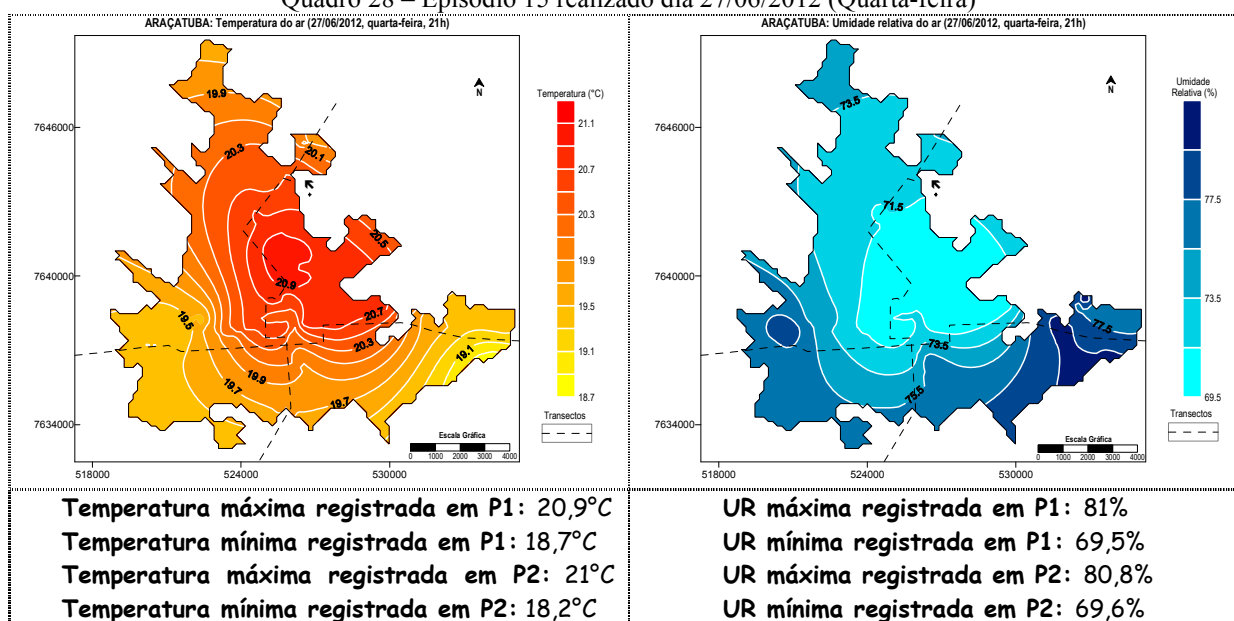 Quadro 28 – Episódio 15 realizado dia 27/06/2012 (Quarta-feira)
ARAÇATUBA: Temperatura do ar (27/06/2012, quarta-feira, 21h)
19.9
20.3
20.1
20.5
20.9
20.7
19.5
20.3
19.1
19.9
19.7
19.7
N
7646000
7640000
7634000
518000
524000
530000
Temperatura (°C)
21.1
20.7
20.3
19.9
19.5
19.1
18.7
Transectos
Escala Gráfica
0 1000 2000 3000 4000
ARAÇATUBA: Umidade relativa do ar (27/06/2012, quarta-feira, 21h)
73.5
71.5
77.5
73.5
75.5
N
7646000
7640000
7634000
518000
524000
530000
Umidade
Relativa (%)
77.5
73.5
69.5
Transectos
Escala Gráfica
0 1000 2000 3000 4000
Temperatura máxima registrada em P1: 20,9°C
Temperatura mínima registrada em P1: 18,7°C
Temperatura máxima registrada em P2: 21°C
Temperatura mínima registrada em P2: 18,2°C
UR máxima registrada em P1: 81%
UR mínima registrada em P1: 69,5%
UR máxima registrada em P2: 80,8%
UR mínima registrada em P2: 69,6%